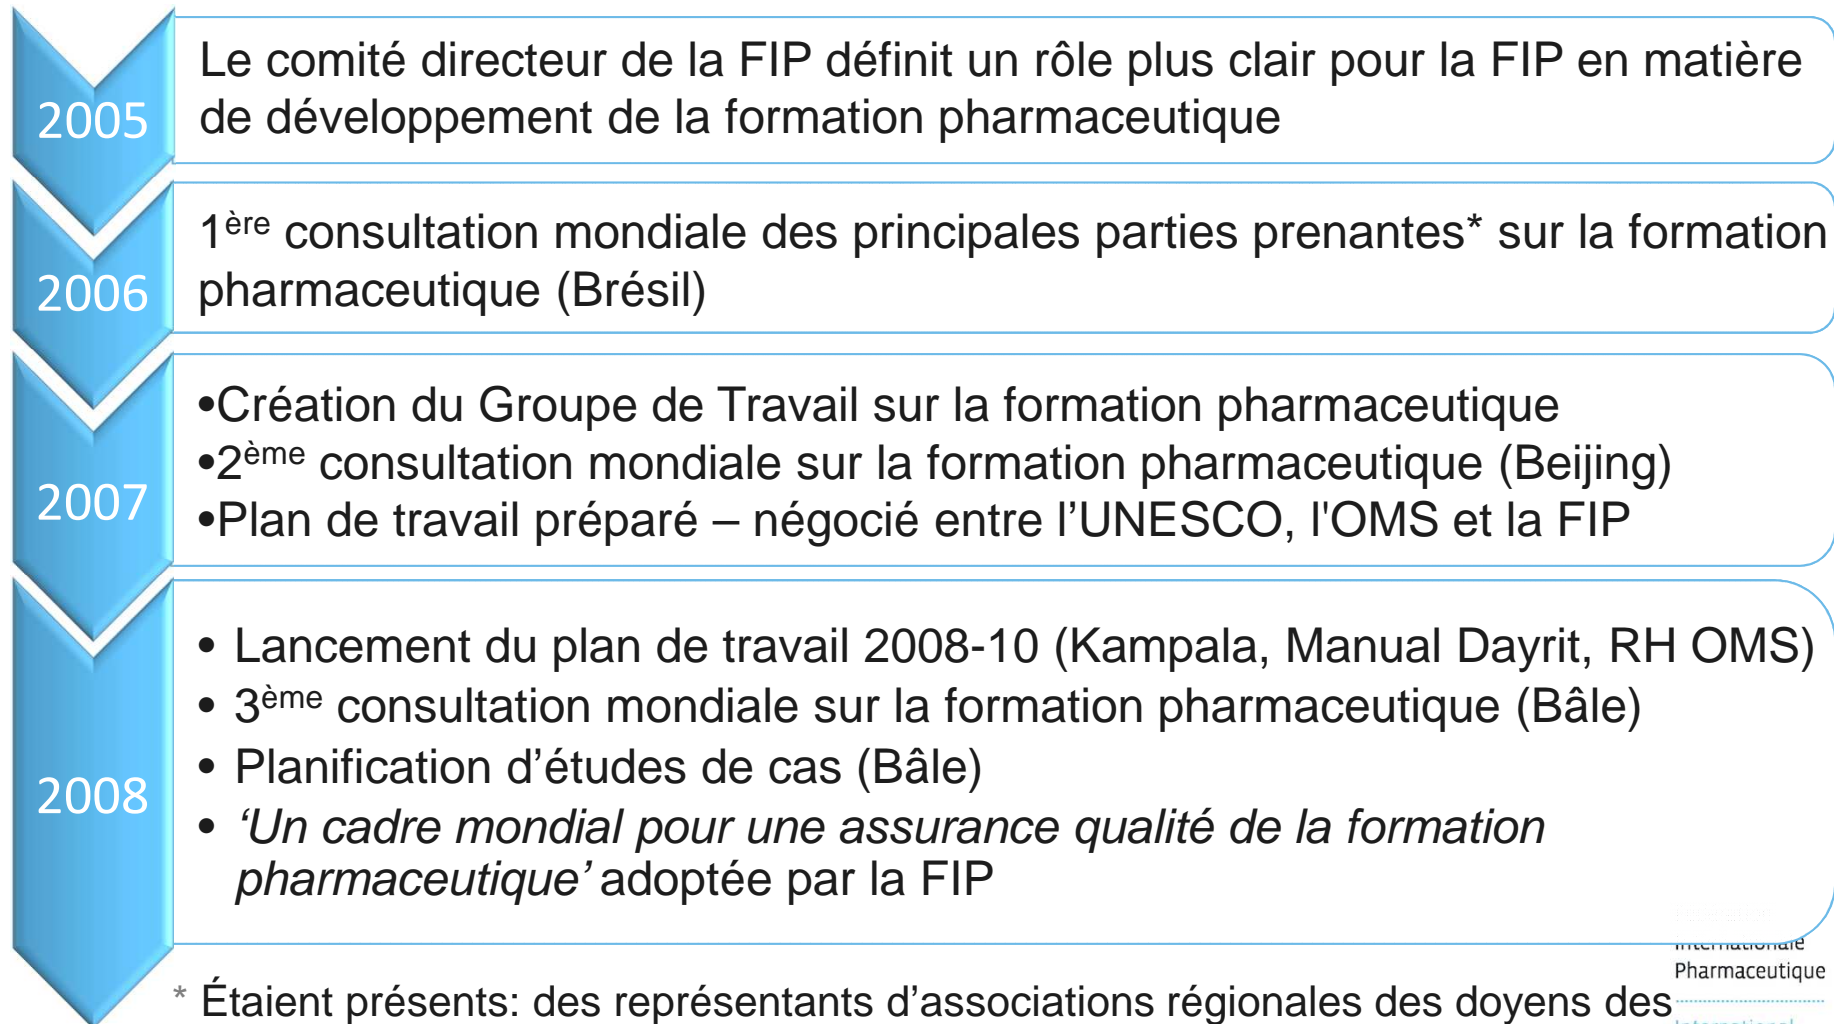 2005
Le comité directeur de la FIP définit un rôle plus clair pour la FIP en matière
de développement de la formation pharmaceutique
2006
1ère consultation mondiale des principales parties prenantes* sur la formation
pharmaceutique (Brésil)
2007
•Création du Groupe de Travail sur la formation pharmaceutique
•2ème consultation mondiale sur la formation pharmaceutique (Beijing)
•Plan de travail préparé – négocié entre l’UNESCO, l'OMS et la FIP
2008
• Lancement du plan de travail 2008-10 (Kampala, Manual Dayrit, RH OMS)
• 3ème consultation mondiale sur la formation pharmaceutique (Bâle)
• Planification d’études de cas (Bâle)
• ‘Un cadre mondial pour une assurance qualité de la formation
pharmaceutique’ adoptée par la FIP
* Étaient présents: des représentants d’associations régionales des doyens des
Internationale
Pharmaceutique
International